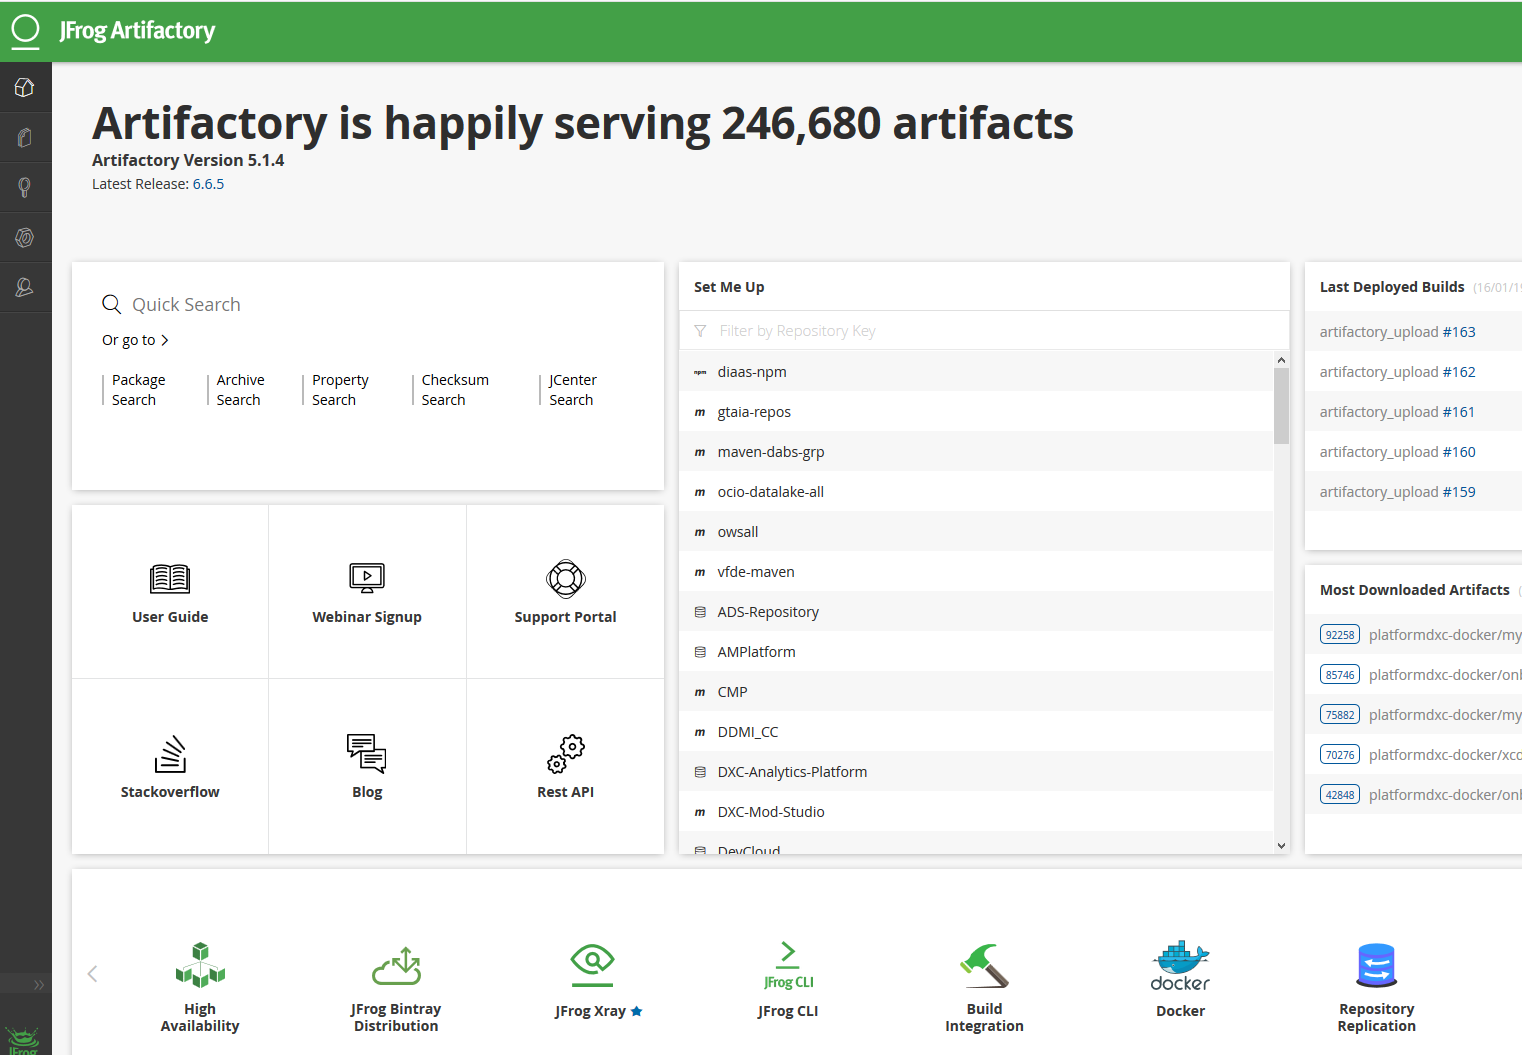 JFrog Artifactory
Artifactory is happily serving 246,680 artifacts
Artifactory Version 5.1.4
Latest Release: 6.6.5
Quick Search
Or go to
Package Search
Archive Search
Property Search
Checksum Search
JCenter Search
User Guide
Webinar Signup
Support Portal
Stackoverflow
Blog
Rest API
Set Me Up
Filter by Repository Key
npm diaas-npm
m gtaia-repos
m maven-dabs-grp
m ocio-datalake-all
m owsall
m vfde-maven
ADS-Repository
AMPlatform
m CMP
m DDMI_CC
DXC-Analytics-Platform
m DXC-Mod-Studio
DevCloud
Last Deployed Builds (16/01/19
artifactory_upload #163
artifactory_upload #162
artifactory_upload #161
artifactory_upload #160
artifactory_upload #159
Most Downloaded Artifacts (
92258 platformdxc-docker/my
85746 platformdxc-docker/onl
75882 platformdxc-docker/my
70276 platformdxc-docker/xco
42848 platformdxc-docker/onl
High Availability
JFrog Bintray Distribution
JFrog Xray
JFrog CLI
JFrog CLI
Build Integration
docker
Docker
Repository Replication
JFrog